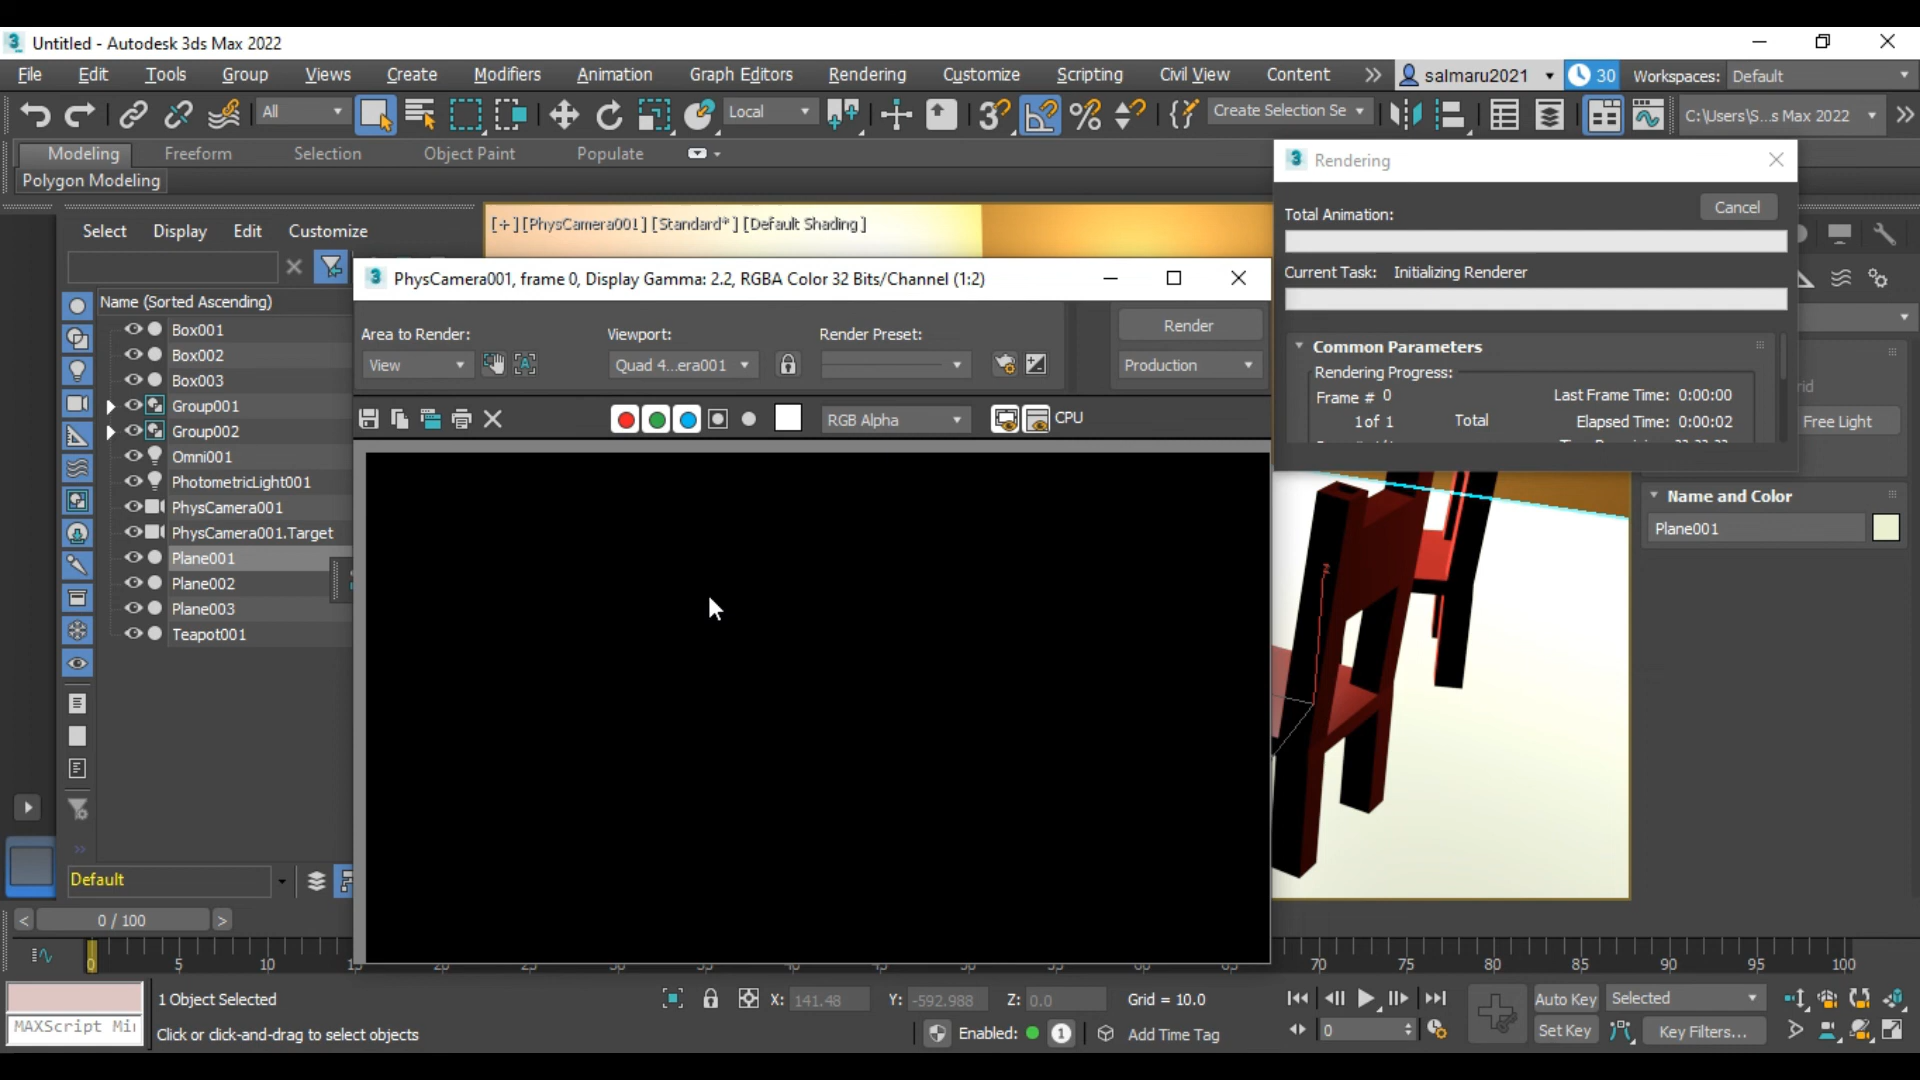 Untitled - Autodesk 3ds Max 2022
File Edit Tools Group Views Create Modifiers Animation Graph Editors Rendering Customize Scripting Civil View Content salmaru2021 30 Workspaces: Default
All Local Create Selection Se C:\Users\S...s Max 2022
Modeling Freeform Selection Object Paint Populate
Polygon Modeling
Rendering
Total Animation:
Cancel
Current Task: Initializing Renderer
Common Parameters
Rendering Progress:
Frame # 0 Last Frame Time: 0:00:00
1 of 1 Total Elapsed Time: 0:00:02
Select Display Edit Customize
[+][PhysCamera001][Standard*][Default Shading]
PhysCamera001, frame 0, Display Gamma: 2.2, RGBA Color 32 Bits/Channel (1:2)
Area to Render: Viewport: Render Preset: Render
View Quad 4...era001 Production
RGB Alpha CPU
Name (Sorted Ascending)
Box001
Box002
Box003
Group001
Group002
Omni001
PhotometricLight001
PhysCamera001
PhysCamera001.Target
Plane001
Plane002
Plane003
Teapot001
Free Light
Name and Color
Plane001
Default
0 / 100
0 5 10 70 75 80 85 90 95 100
1 Object Selected X: 141.48 Y: -592.988 Z: 0.0 Grid = 10.0 Auto Key Selected
MAXScript Mi Click or click-and-drag to select objects Enabled: 1 Add Time Tag 0 Set Key Key Filters...